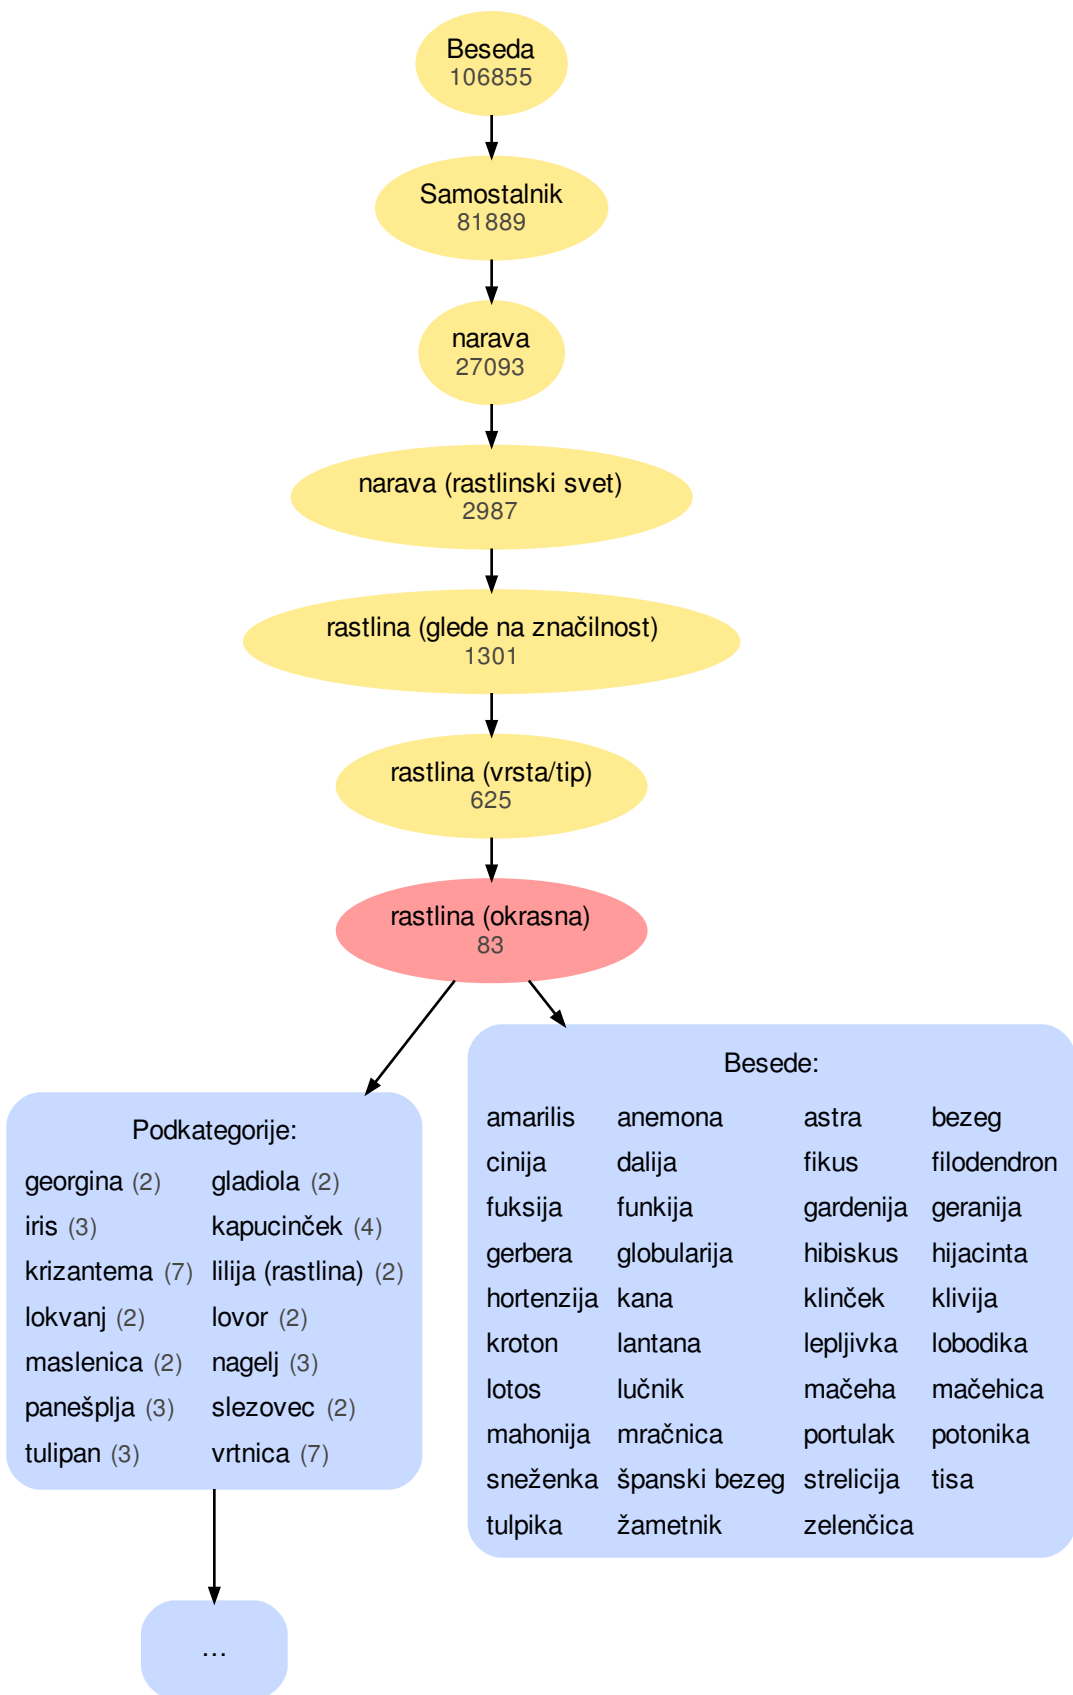 Beseda
106855
Samostalnik
81889
narava
27093
narava (rastlinski svet)
2987
rastlina (glede na značilnost)
1301
rastlina (vrsta/tip)
625
rastlina (okrasna)
83
Podkategorije:
georgina (2) gladiola (2)
iris (3) kapucinček (4)
krizantema (7) lilija (rastlina) (2)
lokvanj (2) lovor (2)
maslenica (2) nagelj (3)
panešplja (3) slezovec (2)
tulipan (3) vrtnica (7)
...
Besede:
amarilis anemona astra bezeg
cinija dalija fikus filodendron
fuksija funkija gardenija geranija
gerbera globularija hibiskus hijacinta
hortenzija kana klinček klivija
kroton lantana lepljivka lobodika
lotos lučnik mačeha mačehica
mahonija mračnica portulak potonika
sneženka španski bezeg strelicija tisa
tulpika žametnik zelenčica